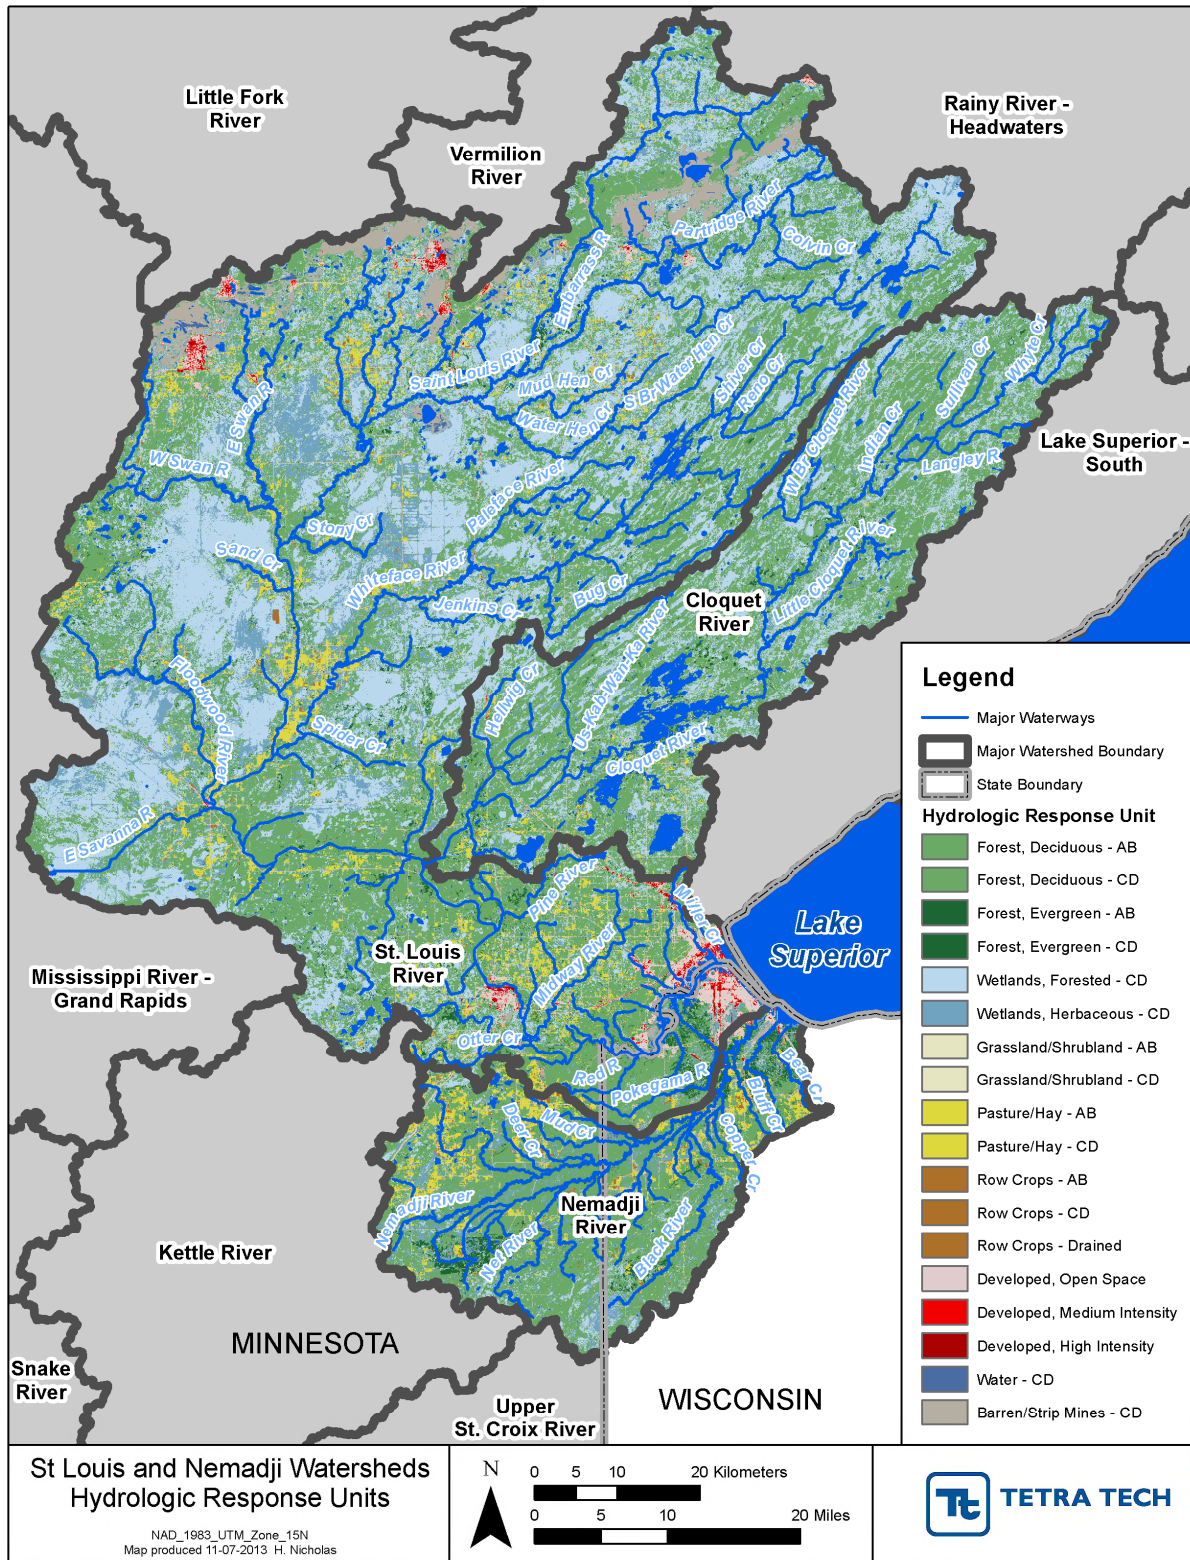 Little Fork
River
Vermilion
River
Rainy River -
Headwaters
Partridge River
Colvin Cr
Embarrass R
Saint Louis River
Mud Hen Cr
S Br Water Hen Cr
Water Hen Cr
Shiver Cr
Reno Cr
W Br Cloquet River
Indian Cr
Sullivan Cr
Whyte Cr
Langley R
Lake Superior -
South
E Swan R
W Swan R
Stony Cr
Sand Cr
Paleface River
Whiteface River
Jenkins Cr
Bug Cr
Cloquet
River
Little Cloquet River
Us-Kab-Wan-Ka River
Hellwig Cr
Floodwood River
Spider Cr
Cloquet River
E Savanna R
Pine River
Miller Cr
Midway River
St. Louis
River
Mississippi River -
Grand Rapids
Otter Cr
Red R
Pokegama R
Bear Cr
Bluff Cr
Copper Cr
Mud Cr
Deer Cr
Nemadji River
Nemadji
River
Net River
Black River
Kettle River
Snake
River
Upper
St. Croix River
MINNESOTA
WISCONSIN
Lake
Superior
Legend
Major Waterways
Major Watershed Boundary
State Boundary
Hydrologic Response Unit
Forest, Deciduous - AB
Forest, Deciduous - CD
Forest, Evergreen - AB
Forest, Evergreen - CD
Wetlands, Forested - CD
Wetlands, Herbaceous - CD
Grassland/Shrubland - AB
Grassland/Shrubland - CD
Pasture/Hay - AB
Pasture/Hay - CD
Row Crops - AB
Row Crops - CD
Row Crops - Drained
Developed, Open Space
Developed, Medium Intensity
Developed, High Intensity
Water - CD
Barren/Strip Mines - CD
St Louis and Nemadji Watersheds
Hydrologic Response Units
NAD_1983_UTM_Zone_15N
Map produced 11-07-2013 H. Nicholas
N
0 5 10 20 Kilometers
0 5 10 20 Miles
Tt TETRA TECH